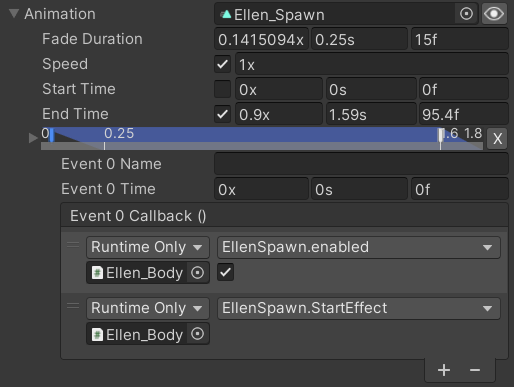 Animation Ellen_Spawn
Fade Duration 0.1415094x 0.25s 15f
Speed 1x
Start Time 0x 0s 0f
End Time 0.9x 1.59s 95.4f
0 0.25 .6 1.8 X
Event 0 Name
Event 0 Time 0x 0s 0f
Event 0 Callback ()
Runtime Only EllenSpawn.enabled
Ellen_Body
Runtime Only EllenSpawn.StartEffect
Ellen_Body
+ −